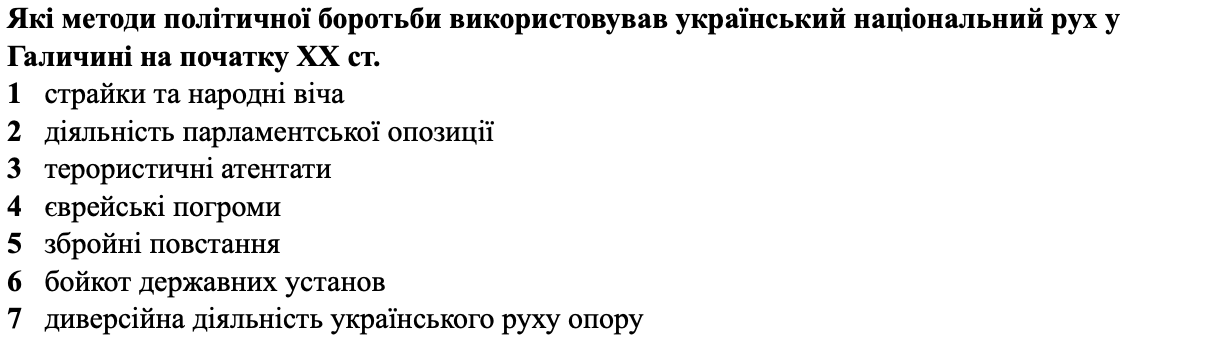 Які методи політичної боротьби використовував український національний рух у
Галичині на початку ХХ ст.
1 страйки та народні віча
2 діяльність парламентської опозиції
3 терористичні атентати
4 єврейські погроми
5 збройні повстання
6 бойкот державних установ
7 диверсійна діяльність українського руху опору